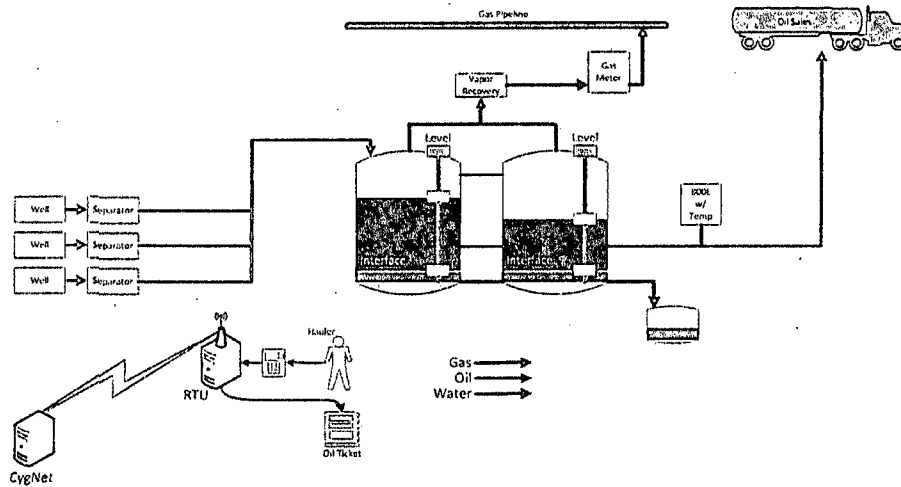 Gas Pipeline
Oil Sales
Vapor
Recovery
Gas
Meter
Level
Level
Well
Separator
Well
Separator
Well
Separator
w/
Temp
Interface
Interface
Hauler
RTU
Oil Ticket
CygNet
Gas
Oil
Water